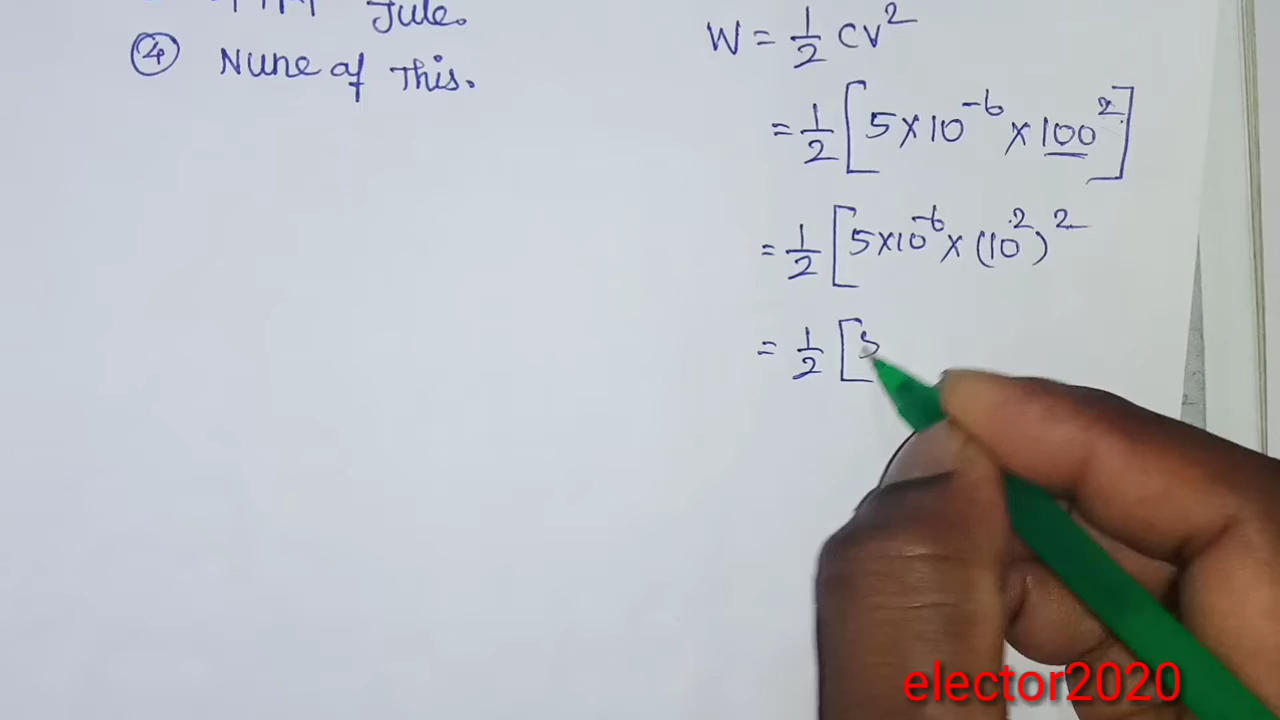 Jule.
④ Nune of This.
W = 1/2 CV²
= 1/2 [5×10⁻⁶ × 100²]
= 1/2 [5×10⁻⁶ × (10²)²
= 1/2 [5
elector2020